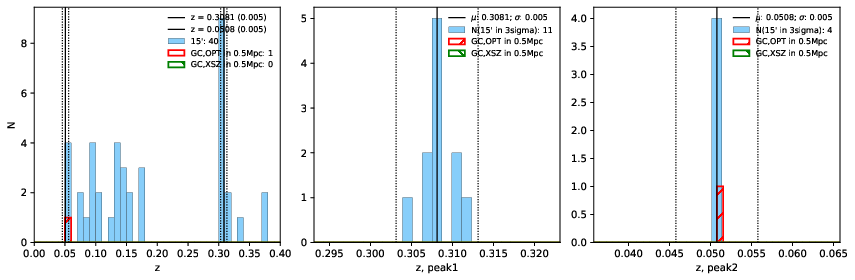 z = 0.3081 (0.005)
z = 0.0508 (0.005)
15': 40
GC,OPT in 0.5Mpc: 1
GC,XSZ in 0.5Mpc: 0
N
8
6
4
2
0
0.00 0.05 0.10 0.15 0.20 0.25 0.30 0.35 0.40
z
μ: 0.3081; σ: 0.005
N(15' in 3sigma): 11
GC,OPT in 0.5Mpc
GC,XSZ in 0.5Mpc
5
4
3
2
1
0
0.295 0.300 0.305 0.310 0.315 0.320
z, peak1
μ: 0.0508; σ: 0.005
N(15' in 3sigma): 4
GC,OPT in 0.5Mpc
GC,XSZ in 0.5Mpc
4.0
3.5
3.0
2.5
2.0
1.5
1.0
0.5
0.0
0.040 0.045 0.050 0.055 0.060 0.065
z, peak2